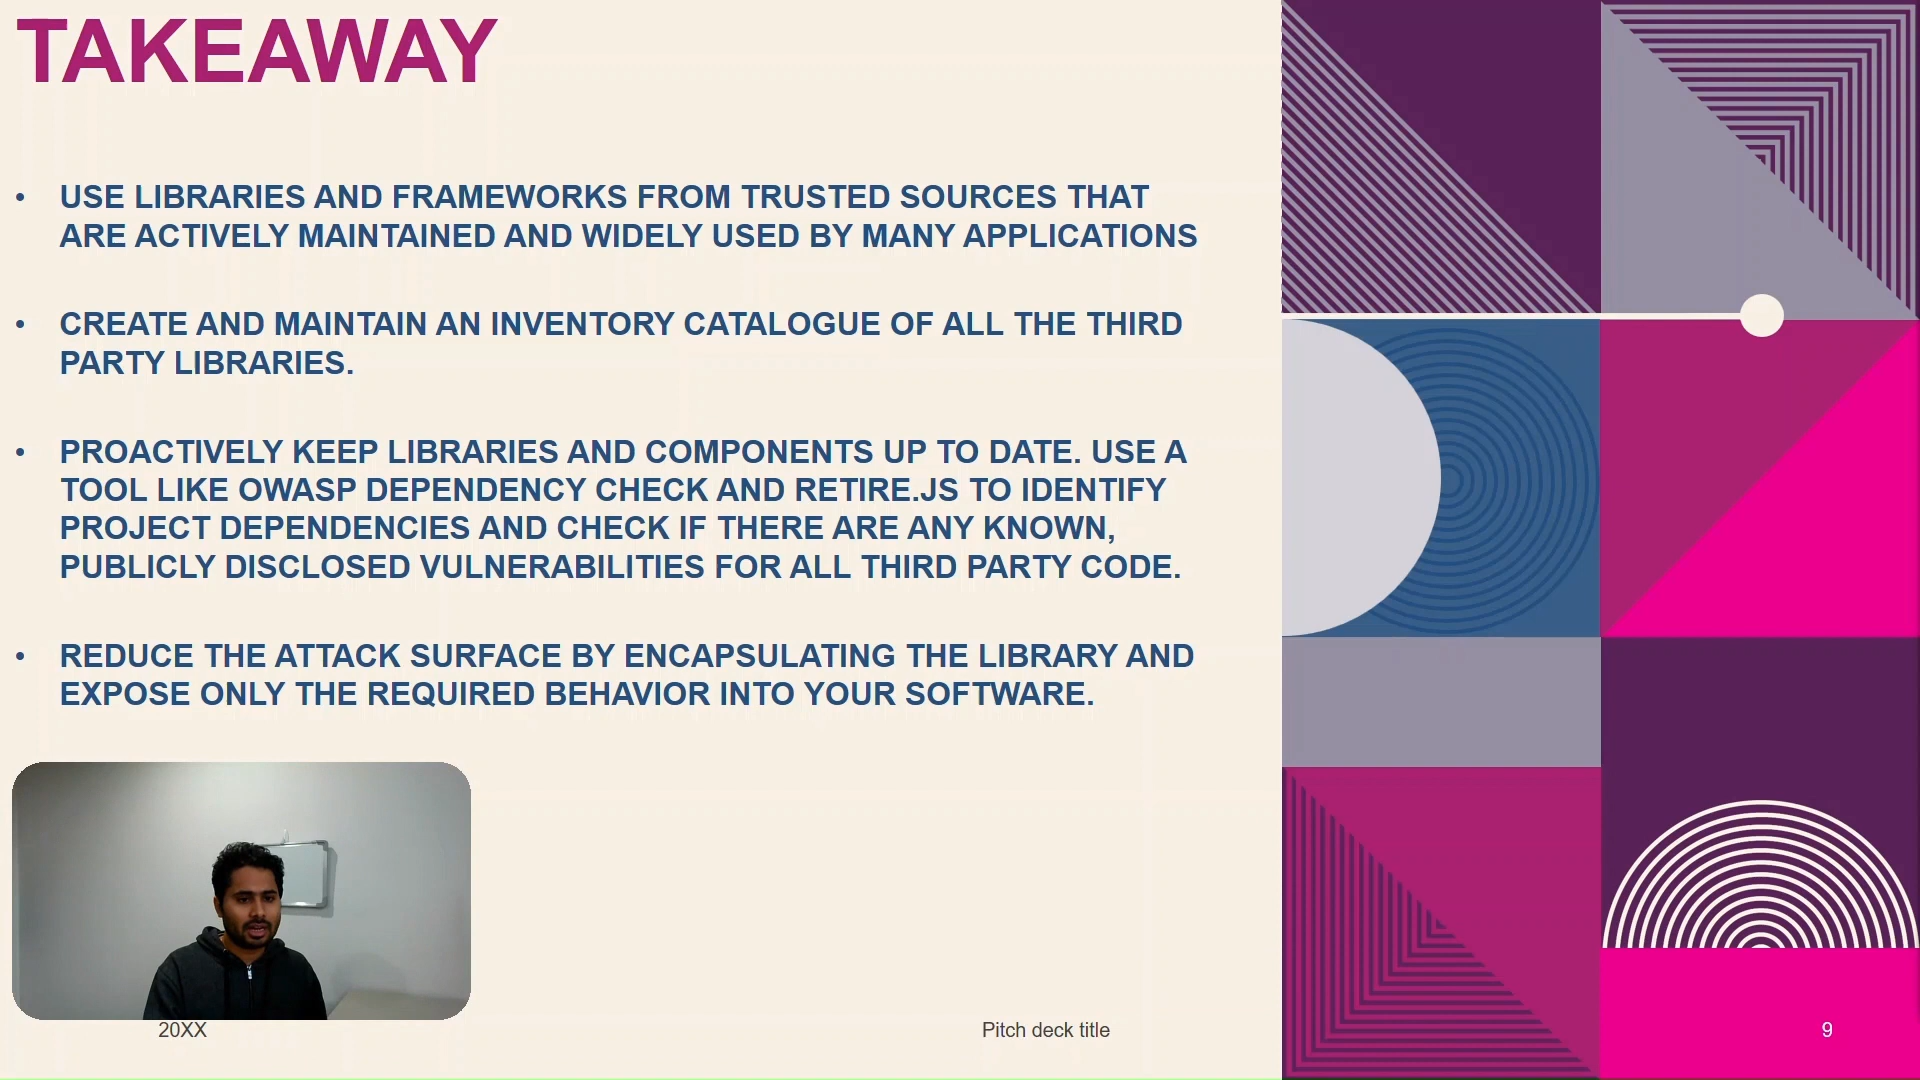 TAKEAWAY
• USE LIBRARIES AND FRAMEWORKS FROM TRUSTED SOURCES THAT
ARE ACTIVELY MAINTAINED AND WIDELY USED BY MANY APPLICATIONS
• CREATE AND MAINTAIN AN INVENTORY CATALOGUE OF ALL THE THIRD
PARTY LIBRARIES.
• PROACTIVELY KEEP LIBRARIES AND COMPONENTS UP TO DATE. USE A
TOOL LIKE OWASP DEPENDENCY CHECK AND RETIRE.JS TO IDENTIFY
PROJECT DEPENDENCIES AND CHECK IF THERE ARE ANY KNOWN,
PUBLICLY DISCLOSED VULNERABILITIES FOR ALL THIRD PARTY CODE.
• REDUCE THE ATTACK SURFACE BY ENCAPSULATING THE LIBRARY AND
EXPOSE ONLY THE REQUIRED BEHAVIOR INTO YOUR SOFTWARE.
20XX
Pitch deck title
9